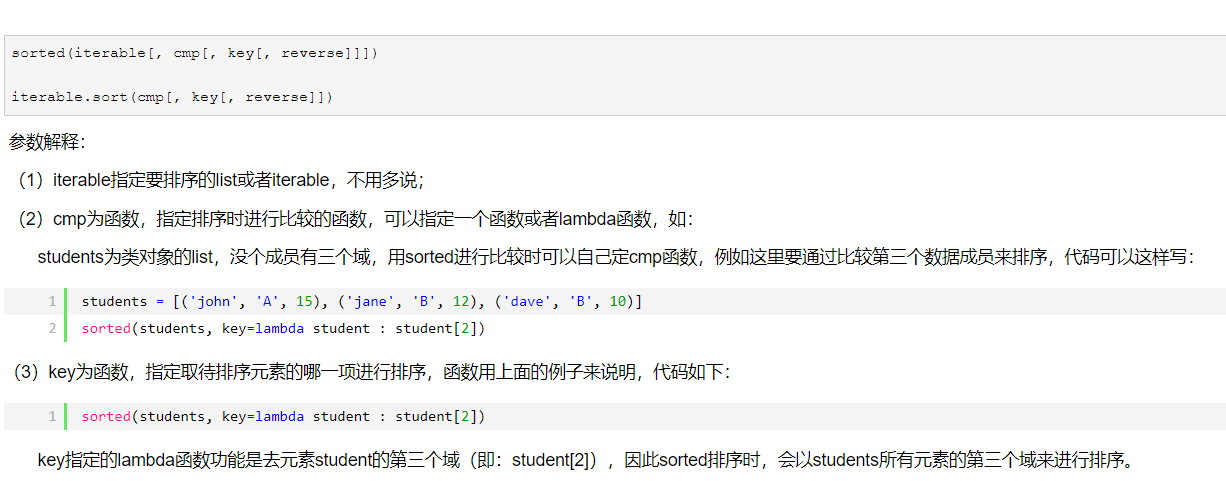 sorted(iterable[, cmp[, key[, reverse]]])
iterable.sort(cmp[, key[, reverse]])
参数解释：
（1）iterable指定要排序的list或者iterable，不用多说；
（2）cmp为函数，指定排序时进行比较的函数，可以指定一个函数或者lambda函数，如：
students为类对象的list，没个成员有三个域，用sorted进行比较时可以自己定cmp函数，例如这里要通过比较第三个数据成员来排序，代码可以这样写：
1 students = [('john', 'A', 15), ('jane', 'B', 12), ('dave', 'B', 10)]
2 sorted(students, key=lambda student : student[2])
（3）key为函数，指定取待排序元素的哪一项进行排序，函数用上面的例子来说明，代码如下：
1 sorted(students, key=lambda student : student[2])
key指定的lambda函数功能是去元素student的第三个域（即：student[2]），因此sorted排序时，会以students所有元素的第三个域来进行排序。